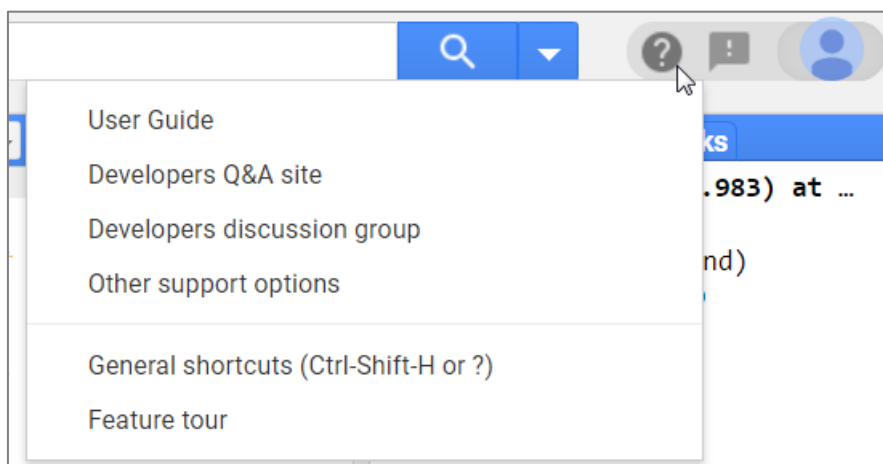 User Guide
ks
Developers Q&A site
.983) at …
Developers discussion group
nd)
Other support options
General shortcuts (Ctrl-Shift-H or ?)
Feature tour